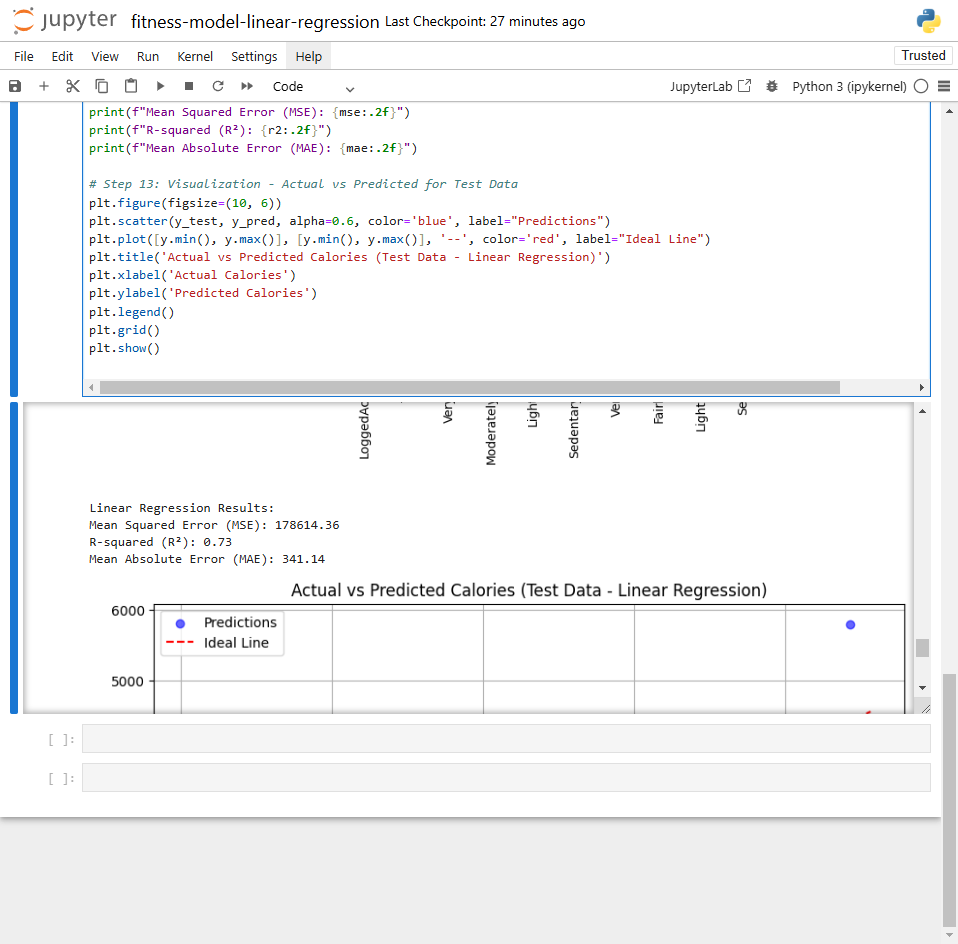 jupyter fitness-model-linear-regression Last Checkpoint: 27 minutes ago
File Edit View Run Kernel Settings Help Trusted
Code JupyterLab Python 3 (ipykernel)
print(f"Mean Squared Error (MSE): {mse:.2f}")
print(f"R-squared (R²): {r2:.2f}")
print(f"Mean Absolute Error (MAE): {mae:.2f}")
# Step 13: Visualization - Actual vs Predicted for Test Data
plt.figure(figsize=(10, 6))
plt.scatter(y_test, y_pred, alpha=0.6, color='blue', label="Predictions")
plt.plot([y.min(), y.max()], [y.min(), y.max()], '--', color='red', label="Ideal Line")
plt.title('Actual vs Predicted Calories (Test Data - Linear Regression)')
plt.xlabel('Actual Calories')
plt.ylabel('Predicted Calories')
plt.legend()
plt.grid()
plt.show()
LoggedAc
Very
Moderately
Light
Sedentary
Ve
Fairl
Light
Se
Linear Regression Results:
Mean Squared Error (MSE): 178614.36
R-squared (R²): 0.73
Mean Absolute Error (MAE): 341.14
Actual vs Predicted Calories (Test Data - Linear Regression)
6000
Predictions
Ideal Line
5000
[ ]:
[ ]: